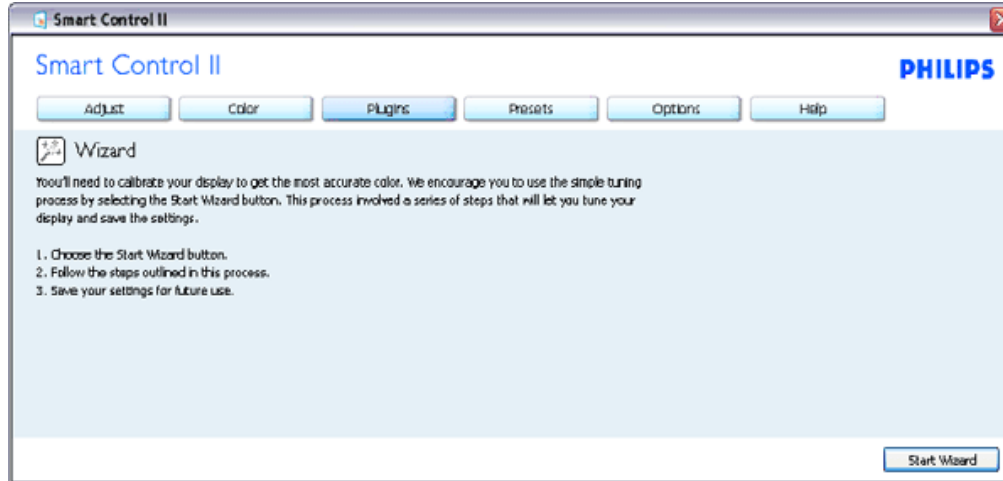 Smart Control II
Smart Control II
PHILIPS
Adjust Color Plugins Presets Options Help
Wizard
Yoou'll need to calibrate your display to get the most accurate color. We encourage you to use the simple tuning
process by selecting the Start Wizard button. This process involved a series of steps that will let you tune your
display and save the settings.
1. Choose the Start Wizard button.
2. Follow the steps outlined in this process.
3. Save your settings for future use.
Start Wizard